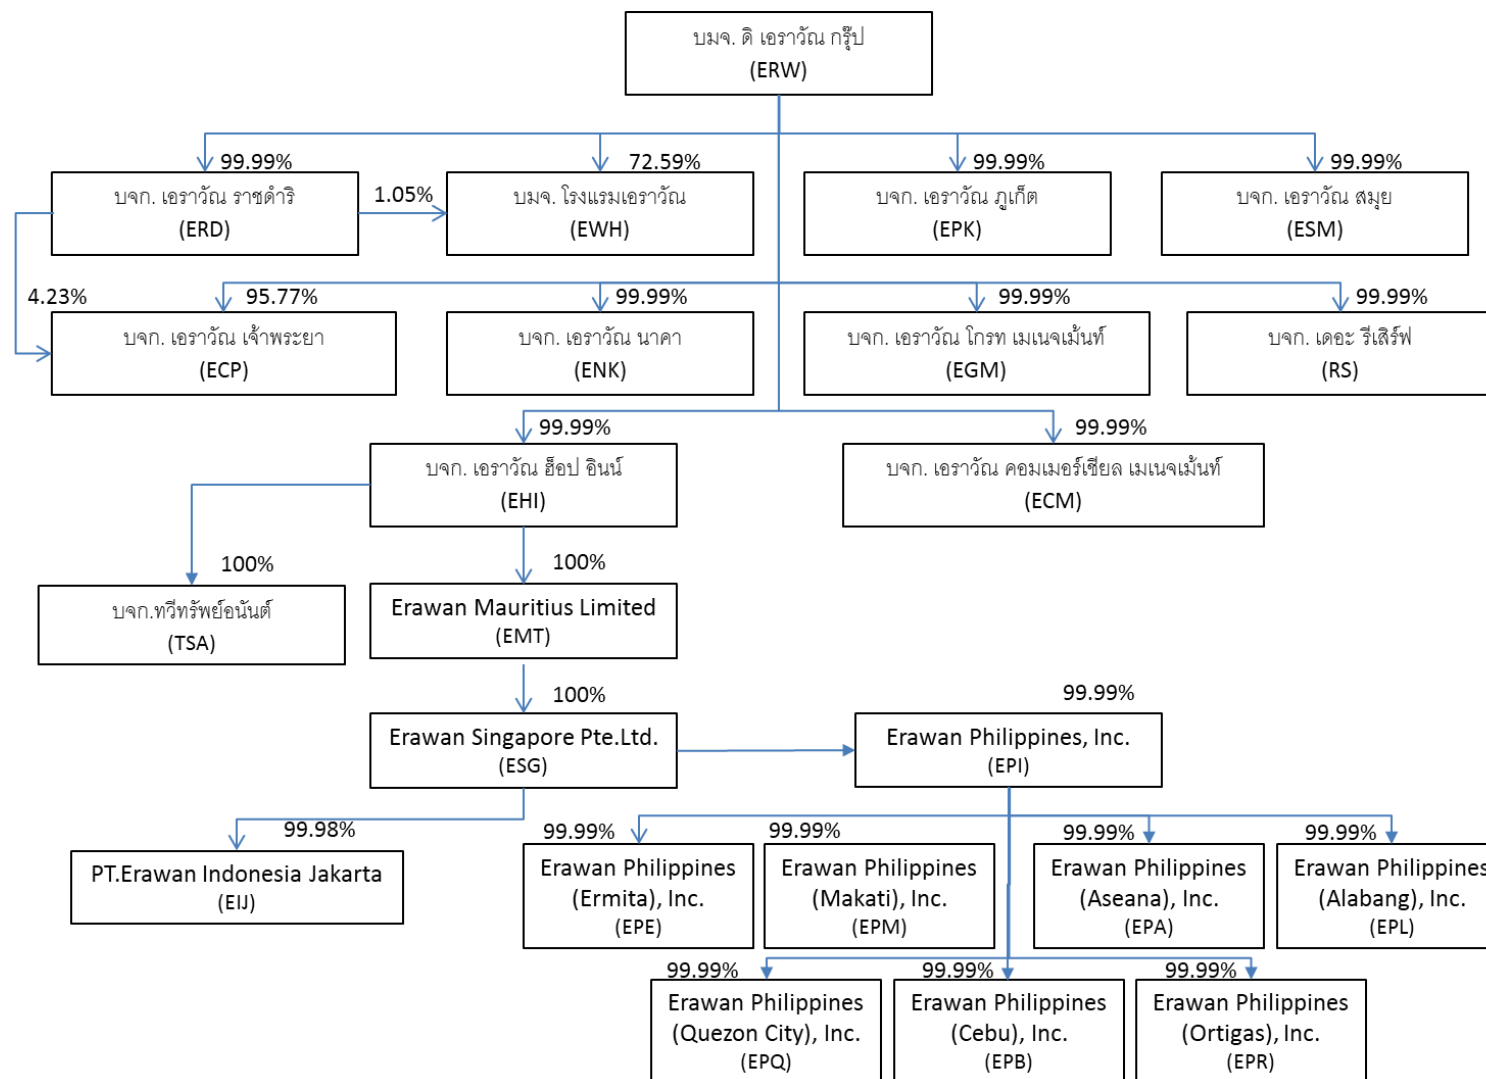 บมจ. ดิ เอราวัณ กรุ๊ป
(ERW)
99.99%
72.59%
99.99%
99.99%
บจก. เอราวัณ ราชดำริ
(ERD)
1.05%
บมจ. โรงแรมเอราวัณ
(EWH)
บจก. เอราวัณ ภูเก็ต
(EPK)
บจก. เอราวัณ สมุย
(ESM)
4.23%
95.77%
99.99%
99.99%
99.99%
บจก. เอราวัณ เจ้าพระยา
(ECP)
บจก. เอราวัณ นาคา
(ENK)
บจก. เอราวัณ โกรท เมเนจเม้นท์
(EGM)
บจก. เดอะ รีเสิร์ฟ
(RS)
99.99%
99.99%
บจก. เอราวัณ ฮ็อป อินน์
(EHI)
บจก. เอราวัณ คอมเมอร์เชียล เมเนจเม้นท์
(ECM)
100%
100%
บจก.ทวีทรัพย์อนันต์
(TSA)
Erawan Mauritius Limited
(EMT)
100%
99.99%
Erawan Singapore Pte.Ltd.
(ESG)
Erawan Philippines, Inc.
(EPI)
99.98%
99.99%
99.99%
99.99%
99.99%
PT.Erawan Indonesia Jakarta
(EIJ)
Erawan Philippines
(Ermita), Inc.
(EPE)
Erawan Philippines
(Makati), Inc.
(EPM)
Erawan Philippines
(Aseana), Inc.
(EPA)
Erawan Philippines
(Alabang), Inc.
(EPL)
99.99%
99.99%
99.99%
Erawan Philippines
(Quezon City), Inc.
(EPQ)
Erawan Philippines
(Cebu), Inc.
(EPB)
Erawan Philippines
(Ortigas), Inc.
(EPR)